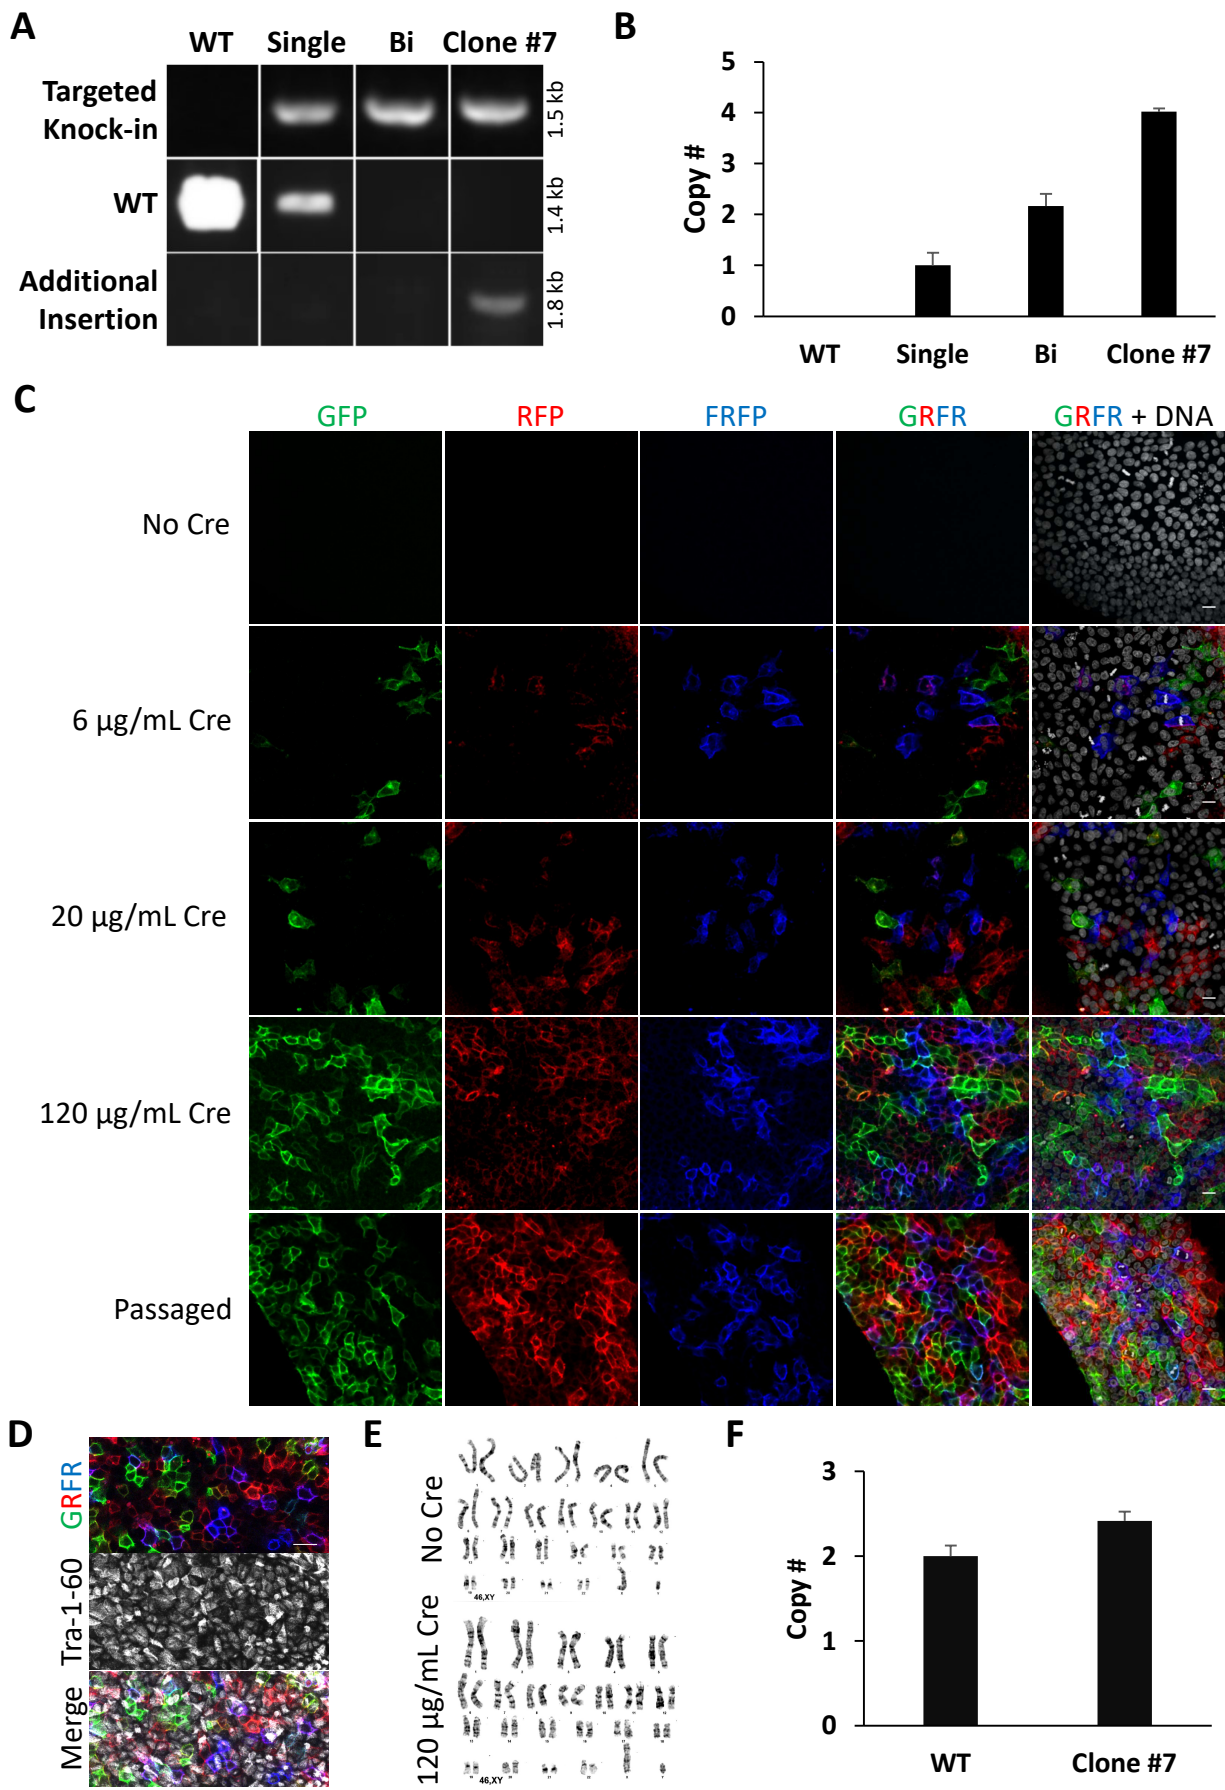 A
WT Single Bi Clone #7
Targeted
Knock-in
1.5 kb
WT
1.4 kb
Additional
Insertion
1.8 kb
B
Copy #
5
4
3
2
1
0
WT Single Bi Clone #7
C
GFP RFP FRFP GRFR GRFR + DNA
No Cre
6 µg/mL Cre
20 µg/mL Cre
120 µg/mL Cre
Passaged
D
GRFR
Tra-1-60
Merge
E
No Cre
46,XY
120 µg/mL Cre
46,XY
F
Copy #
3
2
1
0
WT Clone #7